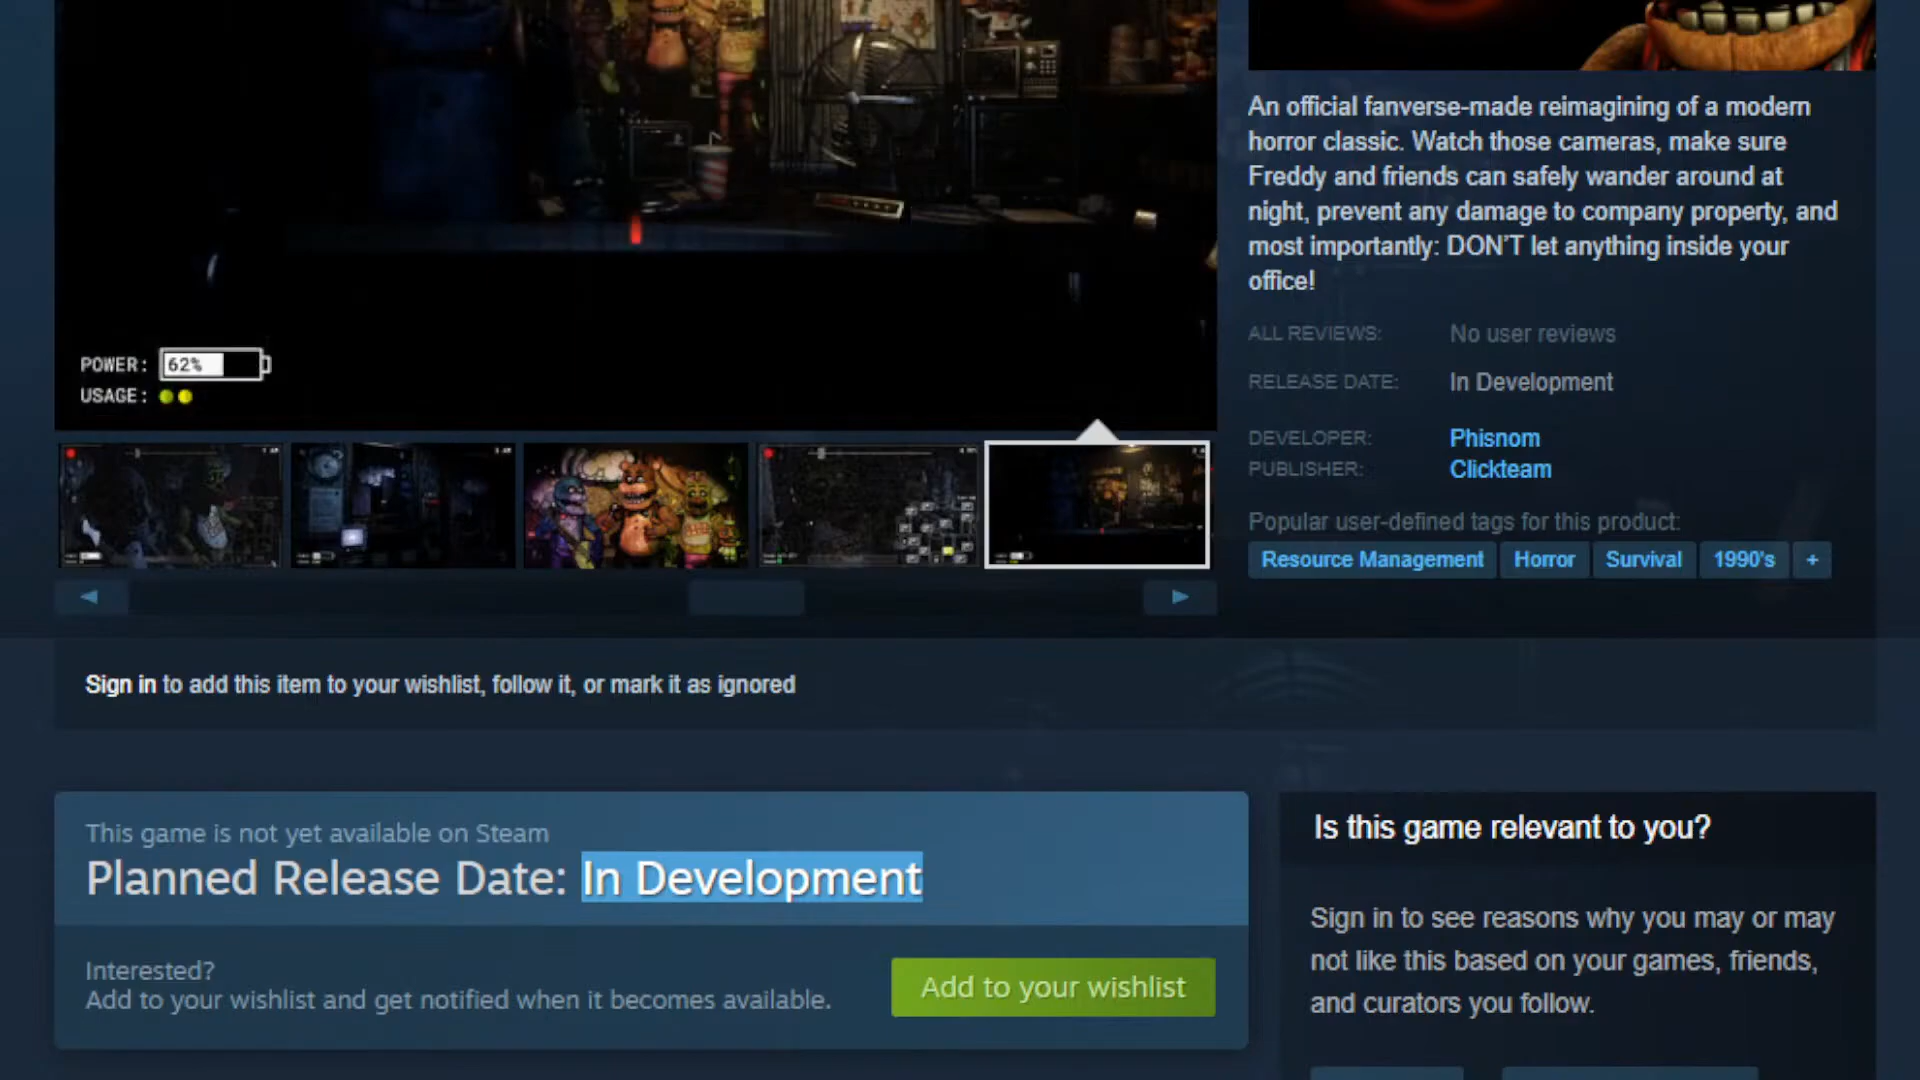 An official fanverse-made reimagining of a modern
horror classic. Watch those cameras, make sure
Freddy and friends can safely wander around at
night, prevent any damage to company property, and
most importantly: DON'T let anything inside your
office!
ALL REVIEWS: No user reviews
RELEASE DATE: In Development
DEVELOPER: Phisnom
PUBLISHER: Clickteam
Popular user-defined tags for this product:
Resource Management Horror Survival 1990's +
POWER: 62%
USAGE:
Sign in to add this item to your wishlist, follow it, or mark it as ignored
This game is not yet available on Steam
Planned Release Date: In Development
Interested?
Add to your wishlist and get notified when it becomes available.
Add to your wishlist
Is this game relevant to you?
Sign in to see reasons why you may or may
not like this based on your games, friends,
and curators you follow.